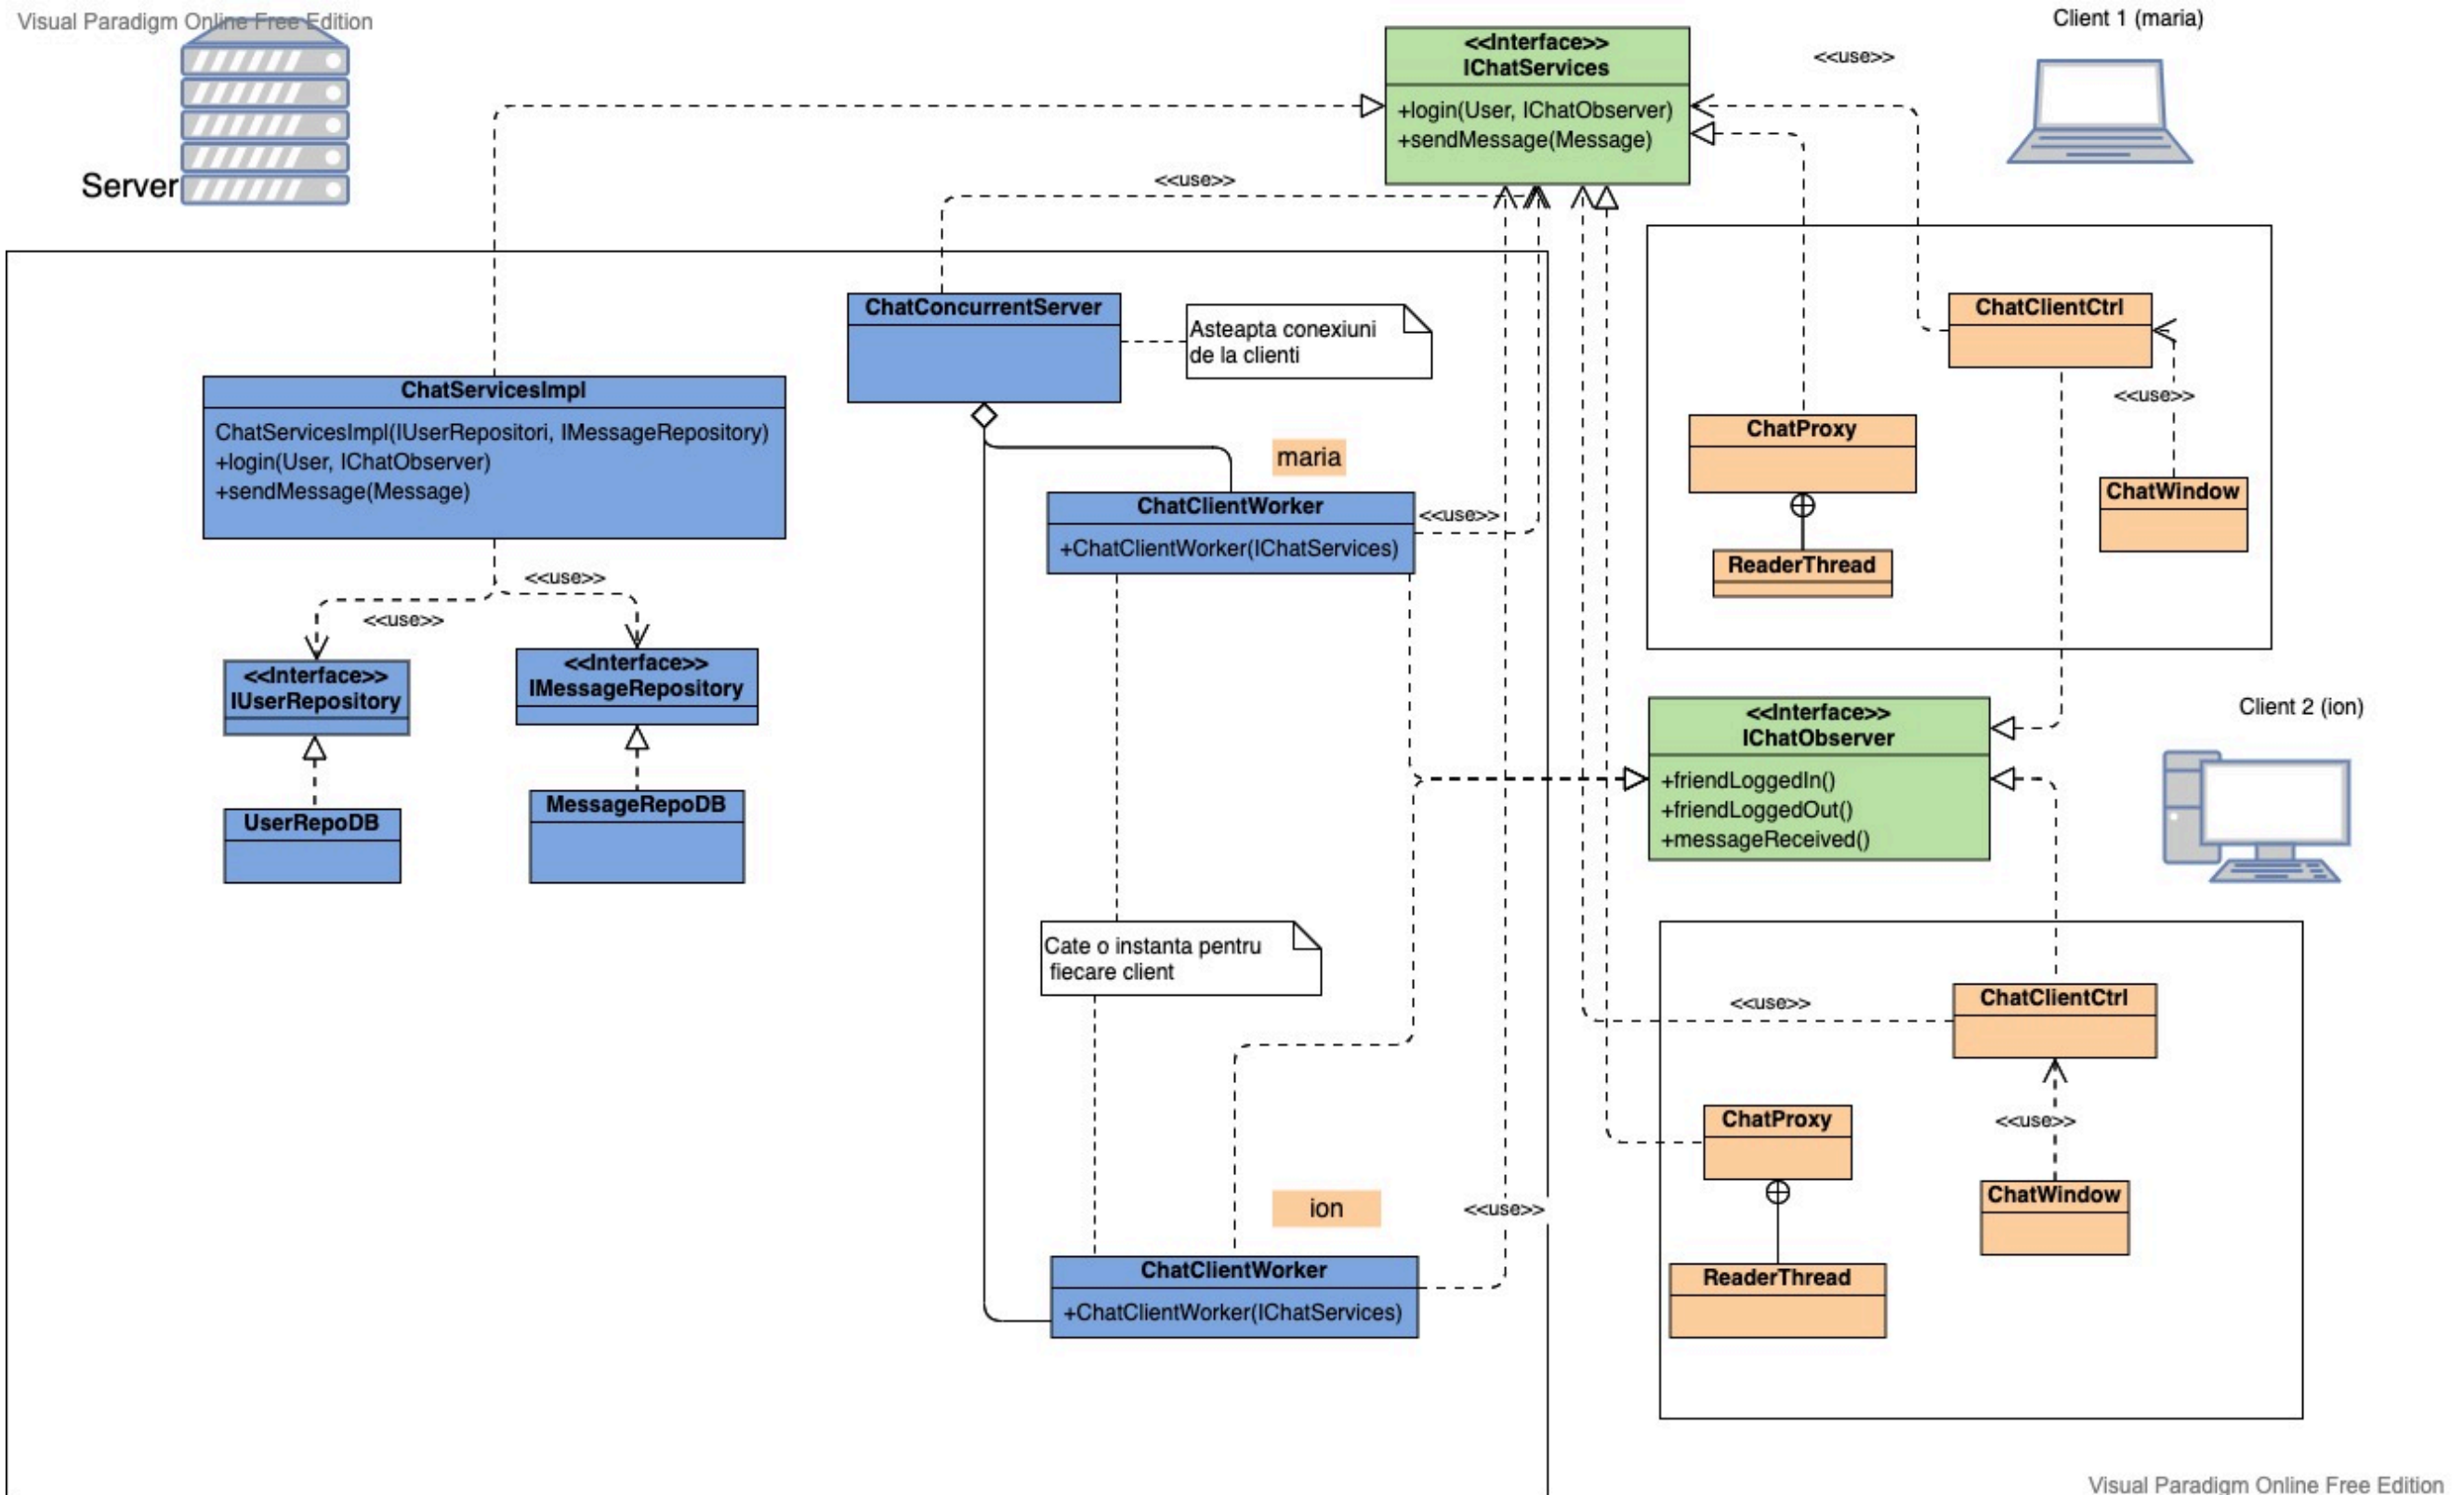 Visual Paradigm Online Free Edition
Server
<<Interface>>
IChatServices
+login(User, IChatObserver)
+sendMessage(Message)
<<use>>
Client 1 (maria)
<<use>>
ChatConcurrentServer
Asteapta conexiuni
de la clienti
ChatServicesImpl
ChatServicesImpl(IUserRepositori, IMessageRepository)
+login(User, IChatObserver)
+sendMessage(Message)
<<use>>
<<use>>
<<Interface>>
IUserRepository
<<Interface>>
IMessageRepository
UserRepoDB
MessageRepoDB
maria
ChatClientWorker
+ChatClientWorker(IChatServices)
<<use>>
Cate o instanta pentru
fiecare client
ion
ChatClientWorker
+ChatClientWorker(IChatServices)
<<use>>
ChatClientCtrl
<<use>>
ChatProxy
ChatWindow
ReaderThread
<<Interface>>
IChatObserver
+friendLoggedIn()
+friendLoggedOut()
+messageReceived()
Client 2 (ion)
ChatClientCtrl
<<use>>
ChatProxy
<<use>>
ChatWindow
ReaderThread
Visual Paradigm Online Free Edition